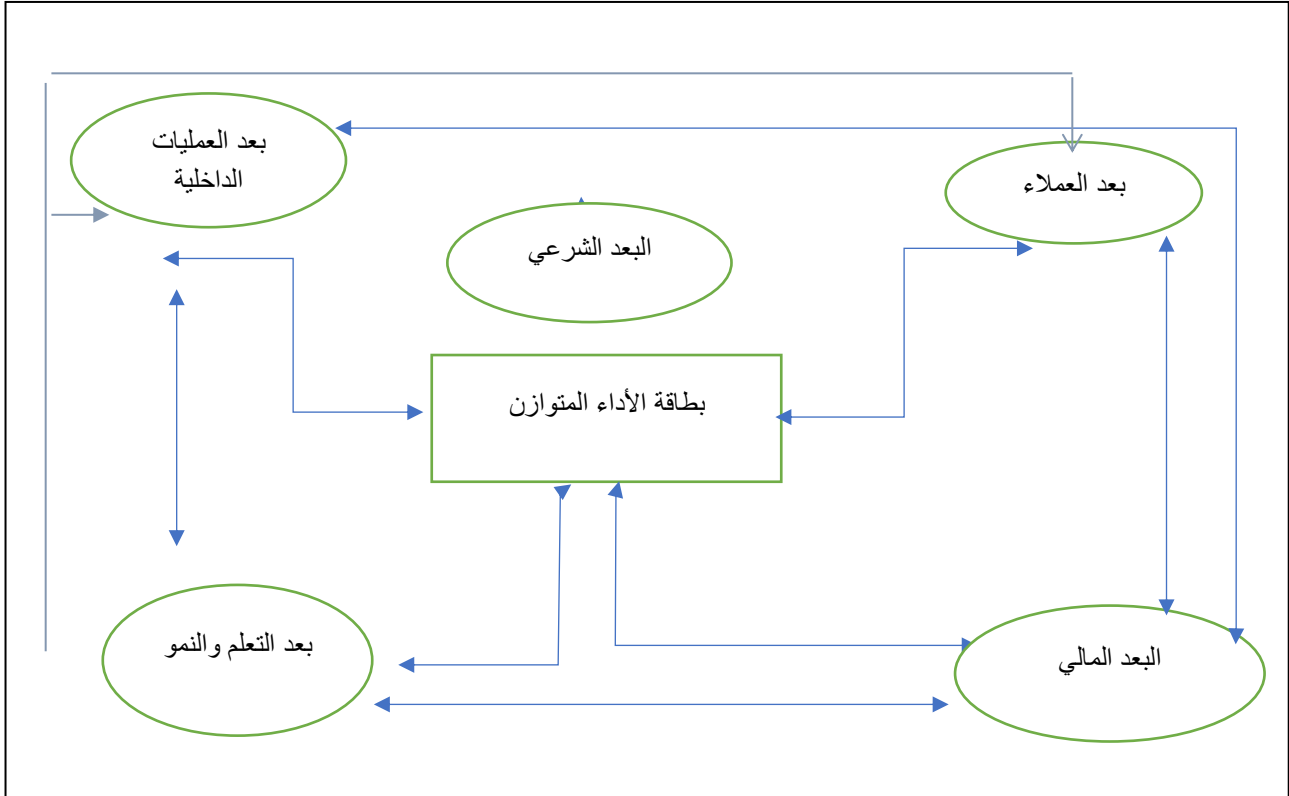 بعد العمليات
الداخلية
بعد العملاء
البعد الشرعي
بطاقة الأداء المتوازن
بعد التعلم والنمو
البعد المالي